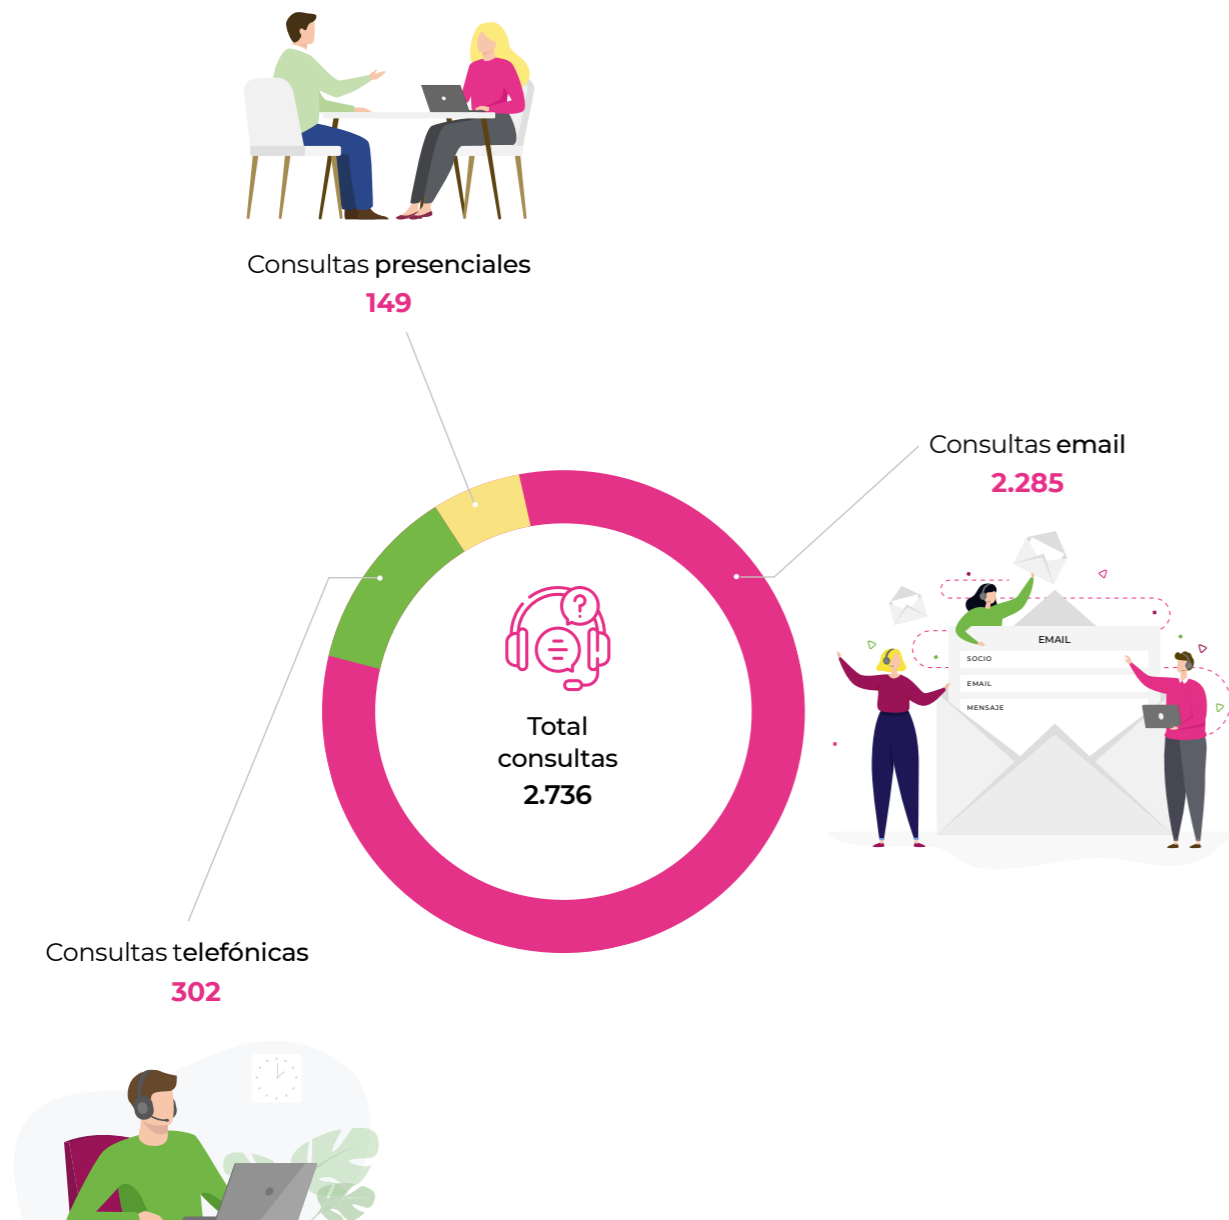 Consultas presenciales
149
Consultas email
2.285
EMAIL
SOCIO
EMAIL
MENSAJE
?
Total
consultas
2.736
Consultas telefónicas
302